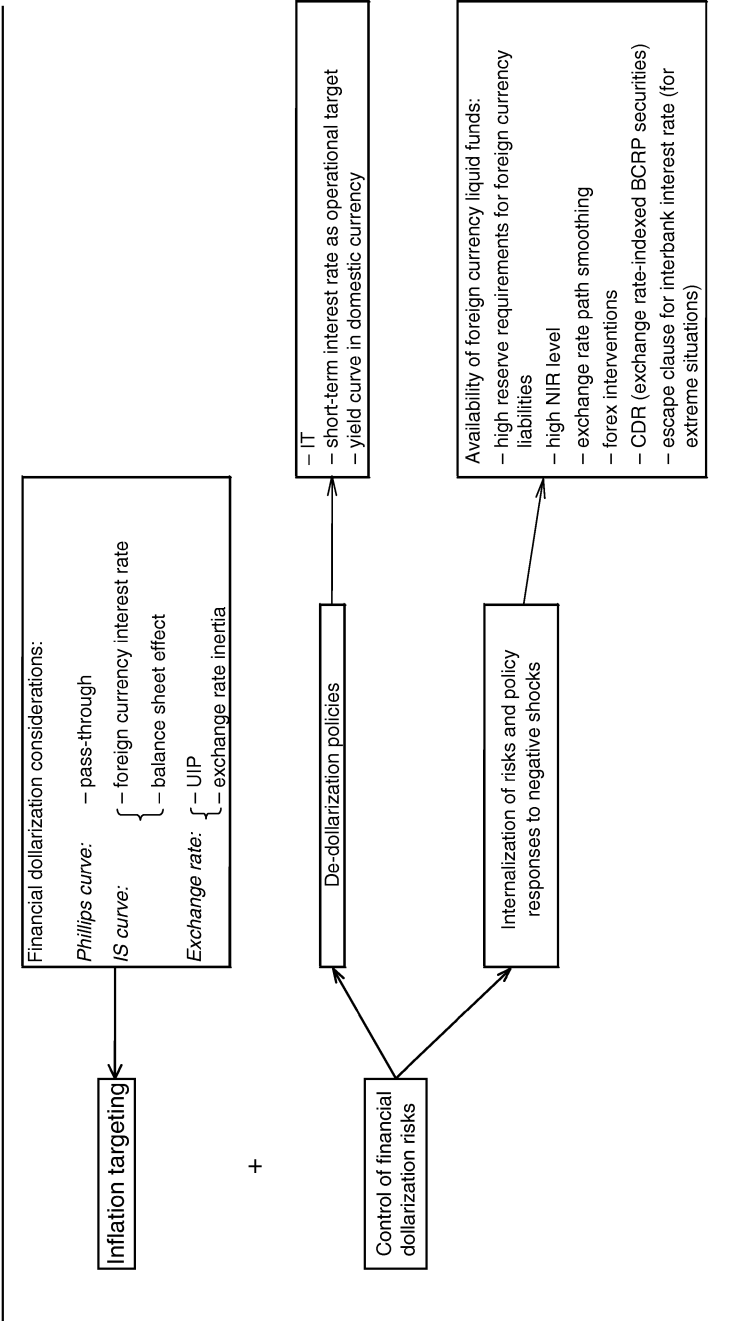 Inflation targeting
Financial dollarization considerations:
Phillips curve: – pass-through
IS curve: – foreign currency interest rate
– balance sheet effect
Exchange rate: – UIP
– exchange rate inertia
+
Control of financial
dollarization risks
De-dollarization policies
– IT
– short-term interest rate as operational target
– yield curve in domestic currency
Internalization of risks and policy
responses to negative shocks
Availability of foreign currency liquid funds:
– high reserve requirements for foreign currency
liabilities
– high NIR level
– exchange rate path smoothing
– forex interventions
– CDR (exchange rate-indexed BCRP securities)
– escape clause for interbank interest rate (for
extreme situations)